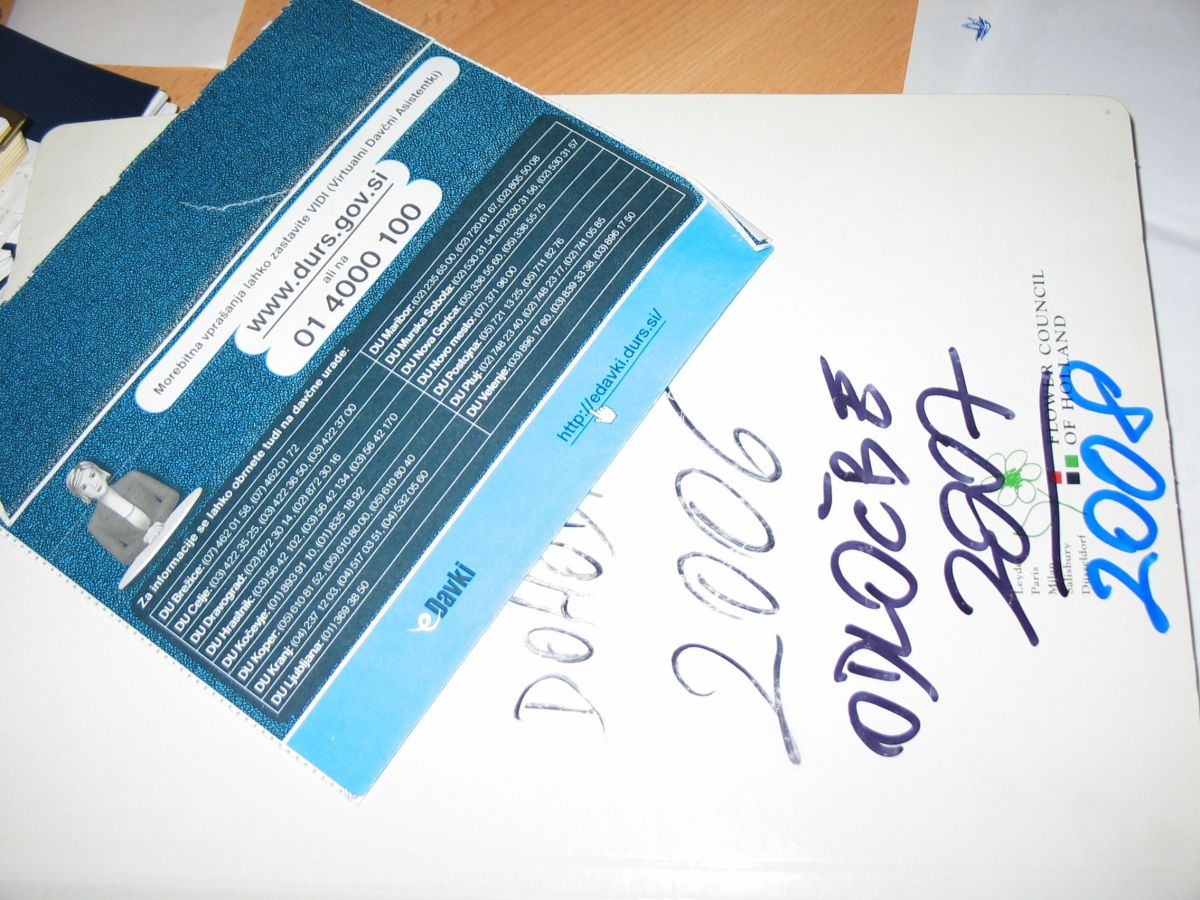 Morebitna vprašanja lahko zastavite VIDI (Virtualni Davčni Asistentki)
www.durs.gov.si
ali na
01 4000 100
Za informacije se lahko obrnete tudi na davčne urade:
DU Brežice: (07) 462 01 58, (07) 462 01 72
DU Celje: (03) 422 35 25, (03) 422 36 50, (03) 422 37 00
DU Dravograd: (02) 872 30 14, (02) 872 30 16
DU Hrastnik: (03) 56 42 102, (03) 56 42 134, (03) 56 42 170
DU Kočevje: (01) 893 91 10, (01) 835 18 92
DU Koper: (05) 610 81 52, (05) 610 80 00, (05) 610 80 40
DU Kranj: (04) 237 12 03, (04) 517 03 51, (04) 532 05 60
DU Ljubljana: (01) 369 38 50
DU Maribor: (02) 235 65 00, (02) 720 61 67, (02) 805 50 08
DU Murska Sobota: (02) 530 31 54, (02) 530 31 56, (02) 530 31 57
DU Nova Gorica: (05) 336 55 60, (05) 336 55 75
DU Novo mesto: (07) 371 96 00
DU Postojna: (05) 721 13 25, (05) 711 82 76
DU Ptuj: (02) 748 23 40, (02) 748 23 77, (02) 741 05 85
DU Velenje: (03) 896 17 60, (03) 839 33 38, (03) 896 17 50
eDavki
http://edavki.durs.si/
2006
ODLOČBE
2007
2008
FLOWER COUNCIL
OF HOLLAND
Paris
Milan
Salisbury
Düsseldorf